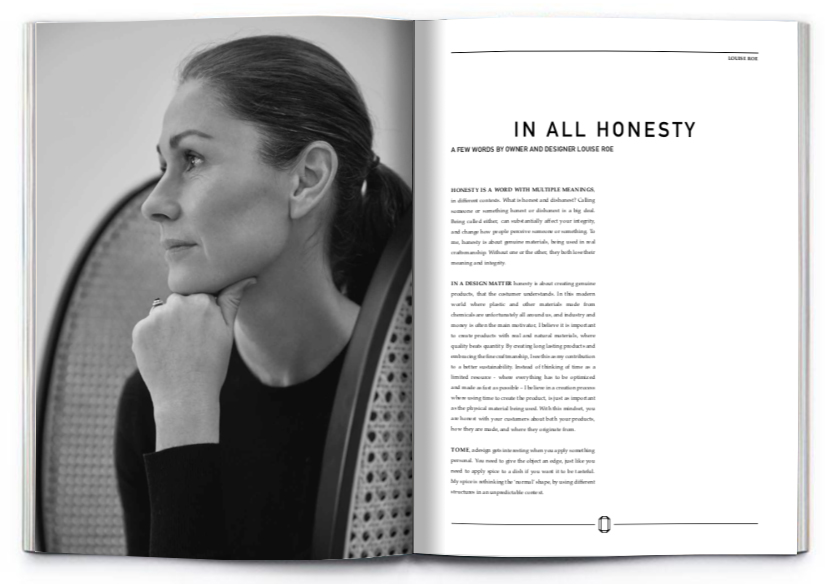 LOUISE ROE
IN ALL HONESTY
A FEW WORDS BY OWNER AND DESIGNER LOUISE ROE
HONESTY IS A WORD WITH MULTIPLE MEANINGS,
in different contexts. What is honest and dishonest? Calling
someone or something honest or dishonest is a big deal.
Being called either, can substantially affect your integrity,
and change how people perceive someone or something. To
me, honesty is about genuine materials, being used in real
craftsmanship. Without one or the other, they both lose their
meaning and integrity.
IN A DESIGN MATTER honesty is about creating genuine
products, that the customer understands. In this modern
world where plastic and other materials made from
chemicals are unfortunately all around us, and industry and
money is often the main motivator, I believe it is important
to create products with real and natural materials, where
quality beats quantity. By creating long lasting products and
embracing the fine craftmanship, I see this as my contribution
to a better sustainability. Instead of thinking of time as a
limited resource – where everything has to be optimized
and made as fast as possible – I believe in a creation process
where using time to create the product, is just as important
as the physical material being used. With this mindset, you
are honest with your customers about both your products,
how they are made, and where they originate from.
TO ME, a design gets interesting when you apply something
personal. You need to give the object an edge, just like you
need to apply spice to a dish if you want it to be tasteful.
My spice is rethinking the 'normal' shape, by using different
structures in an unpredictable context.